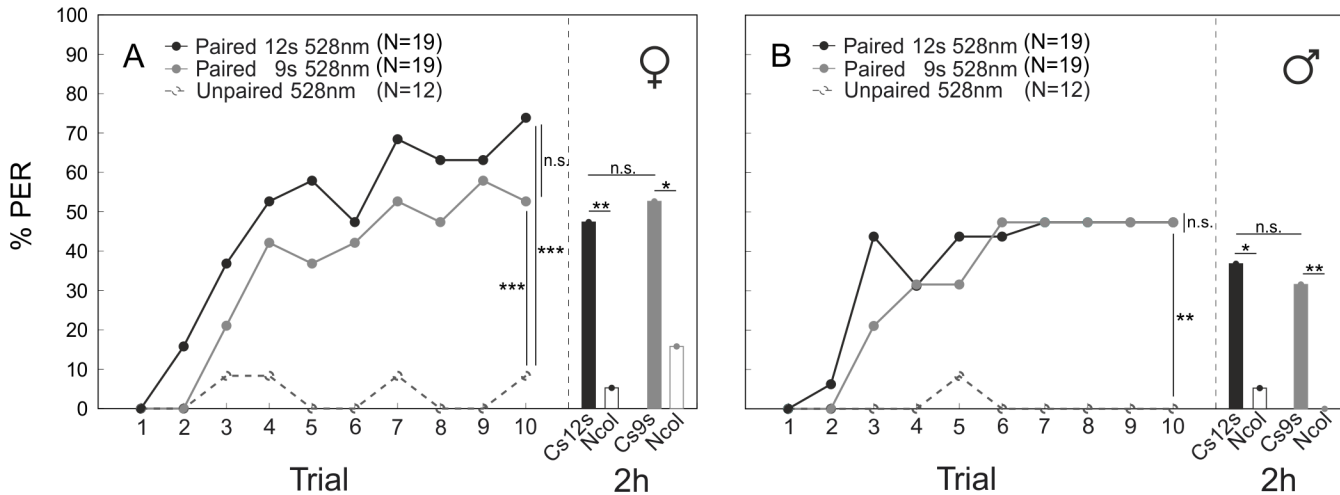 % PER
100
90
80
70
60
50
40
30
20
10
0
A
Paired 12s 528nm (N=19)
Paired 9s 528nm (N=19)
Unpaired 528nm (N=12)
♀
n.s.
***
***
n.s.
**
*
1 2 3 4 5 6 7 8 9 10
Cs12s Ncol Cs9s Ncol
Trial 2h
B
Paired 12s 528nm (N=19)
Paired 9s 528nm (N=19)
Unpaired 528nm (N=12)
♂
n.s.
**
n.s.
*
**
1 2 3 4 5 6 7 8 9 10
Cs12s Ncol Cs9s Ncol
Trial 2h